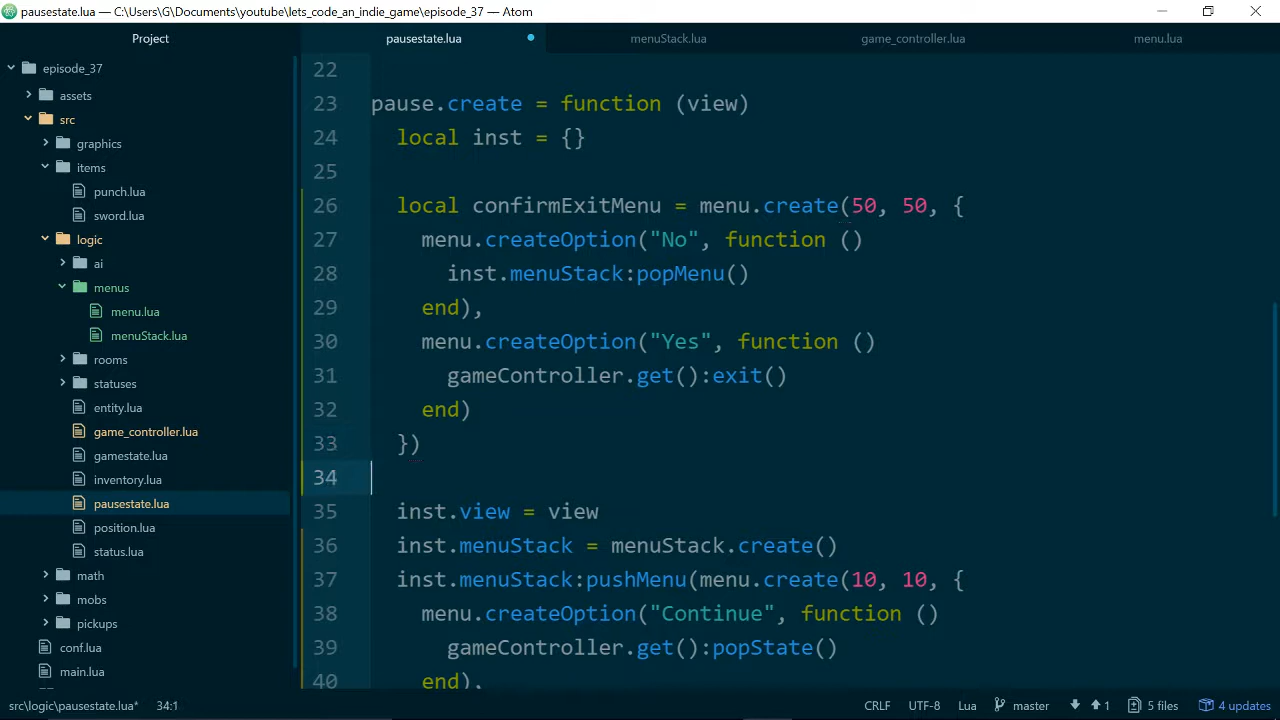 pausestate.lua — C:\Users\G\Documents\youtube\lets_code_an_indie_game\episode_37 — Atom
Project
pausestate.lua
menuStack.lua
game_controller.lua
menu.lua
episode_37
assets
src
graphics
items
punch.lua
sword.lua
logic
ai
menus
menu.lua
menuStack.lua
rooms
statuses
entity.lua
game_controller.lua
gamestate.lua
inventory.lua
pausestate.lua
position.lua
status.lua
math
mobs
pickups
conf.lua
main.lua
22
23 pause.create = function (view)
24 local inst = {}
25
26 local confirmExitMenu = menu.create(50, 50, {
27 menu.createOption("No", function ()
28 inst.menuStack:popMenu()
29 end),
30 menu.createOption("Yes", function ()
31 gameController.get():exit()
32 end)
33 })
34
35 inst.view = view
36 inst.menuStack = menuStack.create()
37 inst.menuStack:pushMenu(menu.create(10, 10, {
38 menu.createOption("Continue", function ()
39 gameController.get():popState()
40 end),
src\logic\pausestate.lua* 34:1 CRLF UTF-8 Lua master 1 5 files 4 updates